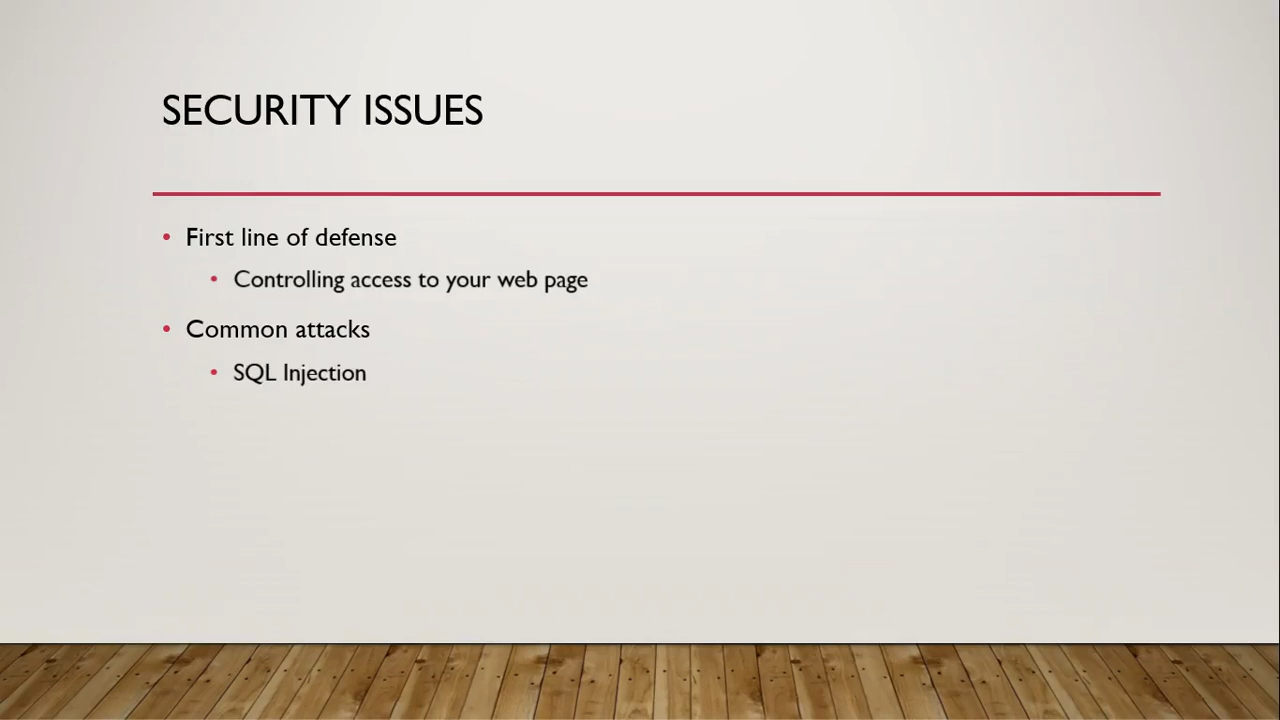 SECURITY ISSUES
• First line of defense
• Controlling access to your web page
• Common attacks
• SQL Injection